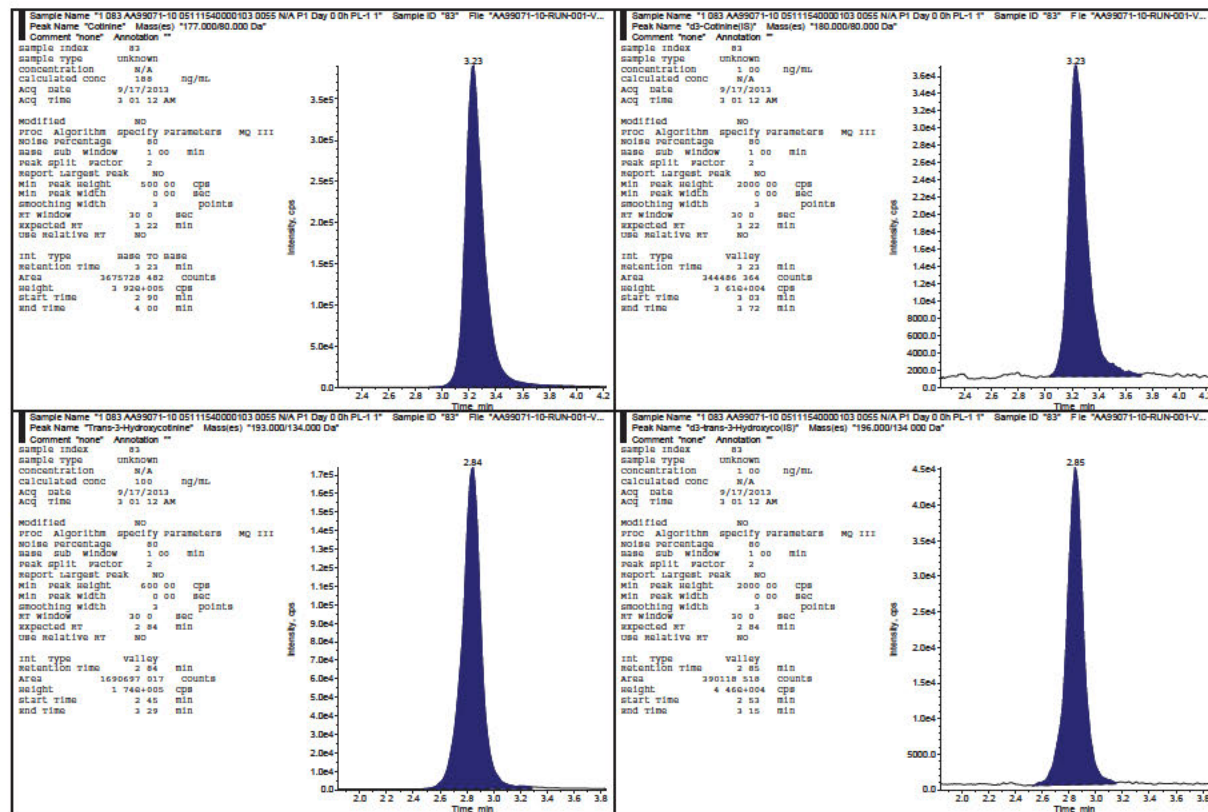 Sample Name "1 083 AA99071-10 05111540000103 0055 N/A P1 Day 0 0h PL-1 1" Sample ID "83" File "AA99071-10-RUN-001-V...
Peak Name "Cotinine" Mass(es) "177.000/80.000 Da"
Comment "none" Annotation ""
Sample Index 83
Sample Type Unknown
Concentration N/A
Calculated Conc 188 ng/mL
Acq Date 9/17/2013
Acq Time 3 01 12 AM
Modified NO
Proc Algorithm Specify Parameters MQ III
Noise Percentage 80
Base Sub Window 1 00 min
Peak Split Factor 2
Report Largest Peak NO
Min Peak Height 500 00 cps
Min Peak Width 0 00 sec
Smoothing Width 3 points
RT Window 30 0 sec
Expected RT 3 22 min
Use Relative RT NO
Int Type Base To Base
Retention Time 3 23 min
Area 3675728 482 counts
Height 3 92e+005 cps
Start Time 2 90 min
End Time 4 00 min
3.23
Intensity, cps
3.5e5
3.0e5
2.5e5
2.0e5
1.5e5
1.0e5
5.0e4
0.0
2.4 2.6 2.8 3.0 3 2 3.4 3.6 3.8 4.0 4.2
Time min
Sample Name "1 083 AA99071-10 05111540000103 0055 N/A P1 Day 0 0h PL-1 1" Sample ID "83" F le "AA99071-10-RUN-001-V...
Peak Name "d3-Cotinine(IS)" Mass(es) "180.000/80.000 Da"
Comment "none" Annotation ""
Sample Index 83
Sample Type Unknown
Concentration 1 00 ng/mL
Calculated Conc N/A
Acq Date 9/17/2013
Acq Time 3 01 12 AM
Modified NO
Proc Algorithm Specify Parameters MQ III
Noise Percentage 80
Base Sub Window 1 00 min
Peak Split Factor 2
Report Largest Peak NO
Min Peak Height 2000 00 cps
Min Peak Width 0 00 sec
Smoothing Width 3 points
RT Window 30 0 sec
Expected RT 3 22 min
Use Relative RT NO
Int Type Valley
Retention Time 3 23 min
Area 344486 364 counts
Height 3 61e+004 cps
Start Time 3 03 min
End Time 3 72 min
3.23
Intensity, cps
3.6e4
3.4e4
3.2e4
3.0e4
2.8e4
2.6e4
2.4e4
2.2e4
2.0e4
1.8e4
1.6e4
1.4e4
1.2e4
1.0e4
8000.0
6000.0
4000.0
2000.0
0.0
2.2 2.4 2.6 2.8 3.0 3.2 3.4 3.6 3.8 4.0 4.2
Time min
Sample Name "1 083 AA99071-10 05111540000103 0055 N/A P1 Day 0 0h PL-1 1" Sample ID "83" F le "AA99071-10-RUN-001-V...
Peak Name "Trans-3-Hydroxycotinine" Mass(es) "193.000/134.000 Da"
Comment "none" Annotation ""
Sample Index 83
Sample Type Unknown
Concentration N/A
Calculated Conc 100 ng/mL
Acq Date 9/17/2013
Acq Time 3 01 12 AM
Modified NO
Proc Algorithm Specify Parameters MQ III
Noise Percentage 80
Base Sub Window 1 00 min
Peak Split Factor 2
Report Largest Peak NO
Min Peak Height 600 00 cps
Min Peak Width 0 00 sec
Smoothing Width 3 points
RT Window 30 0 sec
Expected RT 2 84 min
Use Relative RT NO
Int Type Valley
Retention Time 2 84 min
Area 1690697 017 counts
Height 1 74e+005 cps
Start Time 2 45 min
End Time 3 29 min
2.84
Intensity, cps
1.7e5
1.6e5
1.5e5
1.4e5
1.3e5
1.2e5
1.1e5
1.0e5
9.0e4
8.0e4
7.0e4
6.0e4
5.0e4
4.0e4
3.0e4
2.0e4
1.0e4
0.0
2.0 2 2 2.4 2.6 2.8 3.0 3.2 3.4 3.6 3.8
Time min
Sample Name "1 083 AA99071-10 05111540000103 0055 N/A P1 Day 0 0h PL-1 1" Sample ID "83" File "AA99071-10-RUN-001-V...
Peak Name "d3-trans-3-Hydroxyco(IS)" Mass(es) "196.000/134.000 Da"
Comment "none" Annotation ""
Sample Index 83
Sample Type Unknown
Concentration 1 00 ng/mL
Calculated Conc N/A
Acq Date 9/17/2013
Acq Time 3 01 12 AM
Modified NO
Proc Algorithm Specify Parameters MQ III
Noise Percentage 80
Base Sub Window 1 00 min
Peak Split Factor 2
Report Largest Peak NO
Min Peak Height 2000 00 cps
Min Peak Width 0 00 sec
Smoothing Width 3 points
RT Window 30 0 sec
Expected RT 2 84 min
Use Relative RT NO
Int Type Valley
Retention Time 2 85 min
Area 390118 518 counts
Height 4 46e+004 cps
Start Time 2 53 min
End Time 3 15 min
2.85
Intensity, cps
4.5e4
4.0e4
3.5e4
3.0e4
2.5e4
2.0e4
1.5e4
1.0e4
5000.0
0.0
2.0 2.2 2.4 2.6 2.8 3.0 3.2 3.4 3.6 3.8
Time min